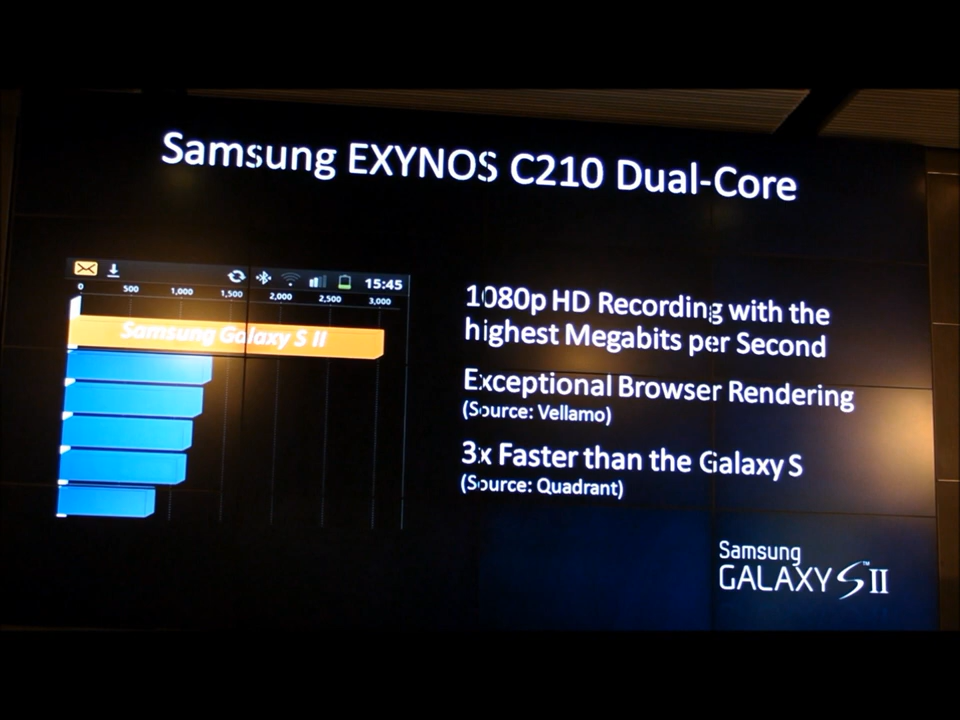 Samsung EXYNOS C210 Dual-Core
15:45
0 500 1,000 1,500 2,000 2,500 3,000
Samsung Galaxy S II
1080p HD Recording with the
highest Megabits per Second
Exceptional Browser Rendering
(Source: Vellamo)
3x Faster than the Galaxy S
(Source: Quadrant)
Samsung
GALAXY S™ II